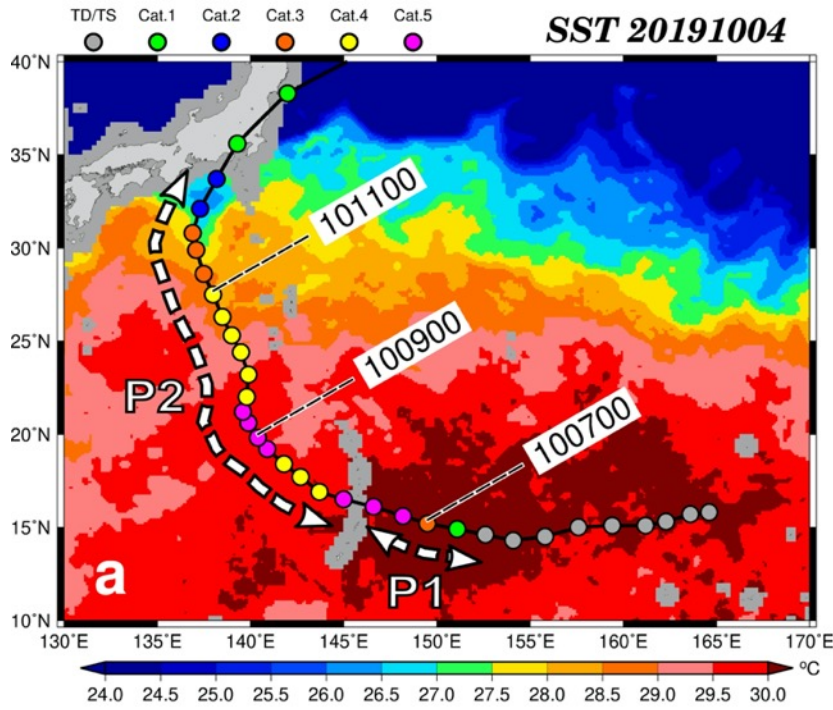 TD/TS Cat.1 Cat.2 Cat.3 Cat.4 Cat.5
SST 20191004
40°N
35°N
30°N
25°N
20°N
15°N
10°N
101100
100900
100700
P2
P1
a
130°E 135°E 140°E 145°E 150°E 155°E 160°E 165°E 170°E
°C
24.0 24.5 25.0 25.5 26.0 26.5 27.0 27.5 28.0 28.5 29.0 29.5 30.0